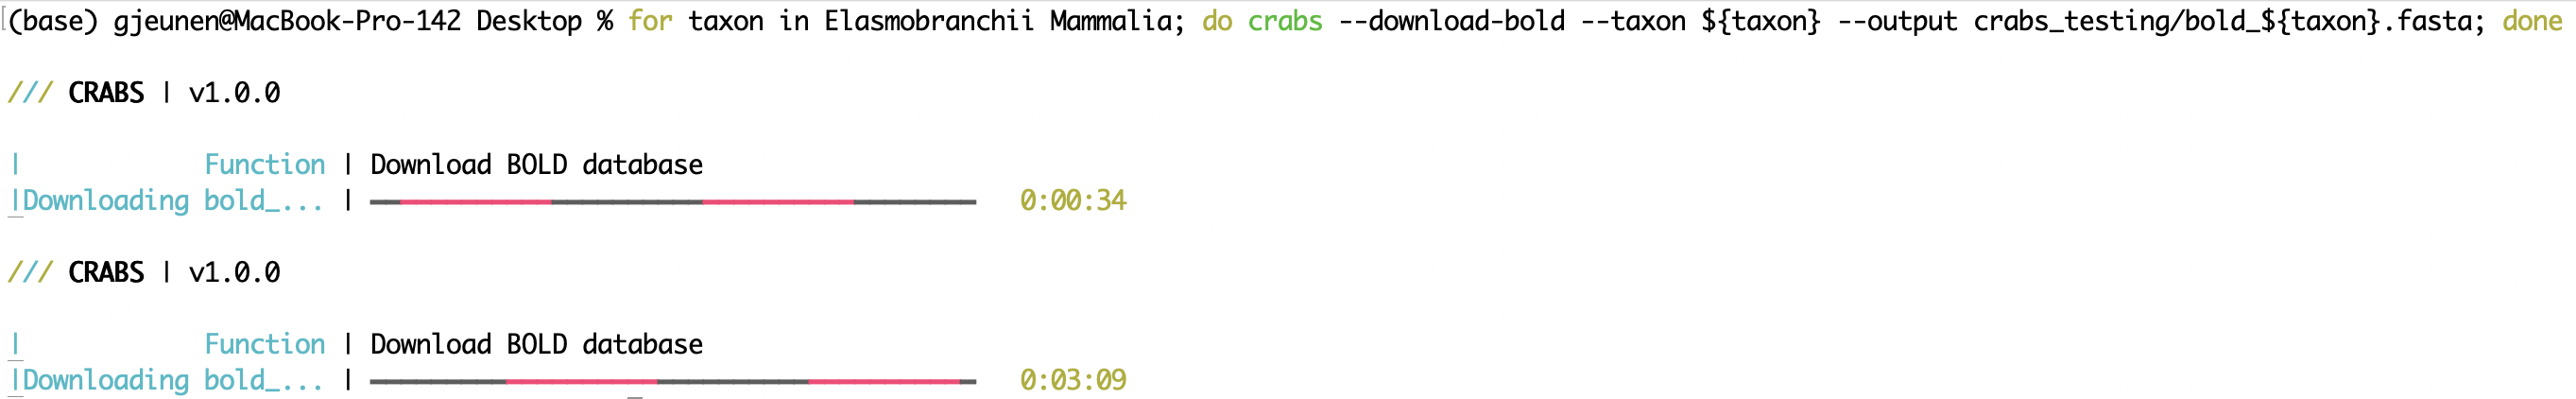 (base) gjeunen@MacBook-Pro-142 Desktop % for taxon in Elasmobranchii Mammalia; do crabs --download-bold --taxon ${taxon} --output crabs_testing/bold_${taxon}.fasta; done
/// CRABS | v1.0.0
| Function | Download BOLD database
|Downloading bold_... | 0:00:34
/// CRABS | v1.0.0
| Function | Download BOLD database
|Downloading bold_... | 0:03:09